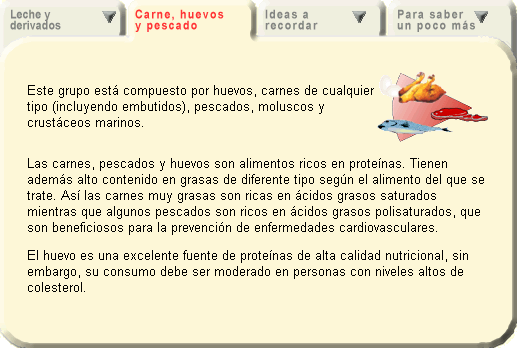 Leche y
derivados
Carne, huevos
y pescado
Ideas a
recordar
Para saber
un poco más
Este grupo está compuesto por huevos, carnes de cualquier
tipo (incluyendo embutidos), pescados, moluscos y
crustáceos marinos.
Las carnes, pescados y huevos son alimentos ricos en proteínas. Tienen
además alto contenido en grasas de diferente tipo según el alimento del que se
trate. Así las carnes muy grasas son ricas en ácidos grasos saturados
mientras que algunos pescados son ricos en ácidos grasos polisaturados, que
son beneficiosos para la prevención de enfermedades cardiovasculares.
El huevo es una excelente fuente de proteínas de alta calidad nutricional, sin
embargo, su consumo debe ser moderado en personas con niveles altos de
colesterol.